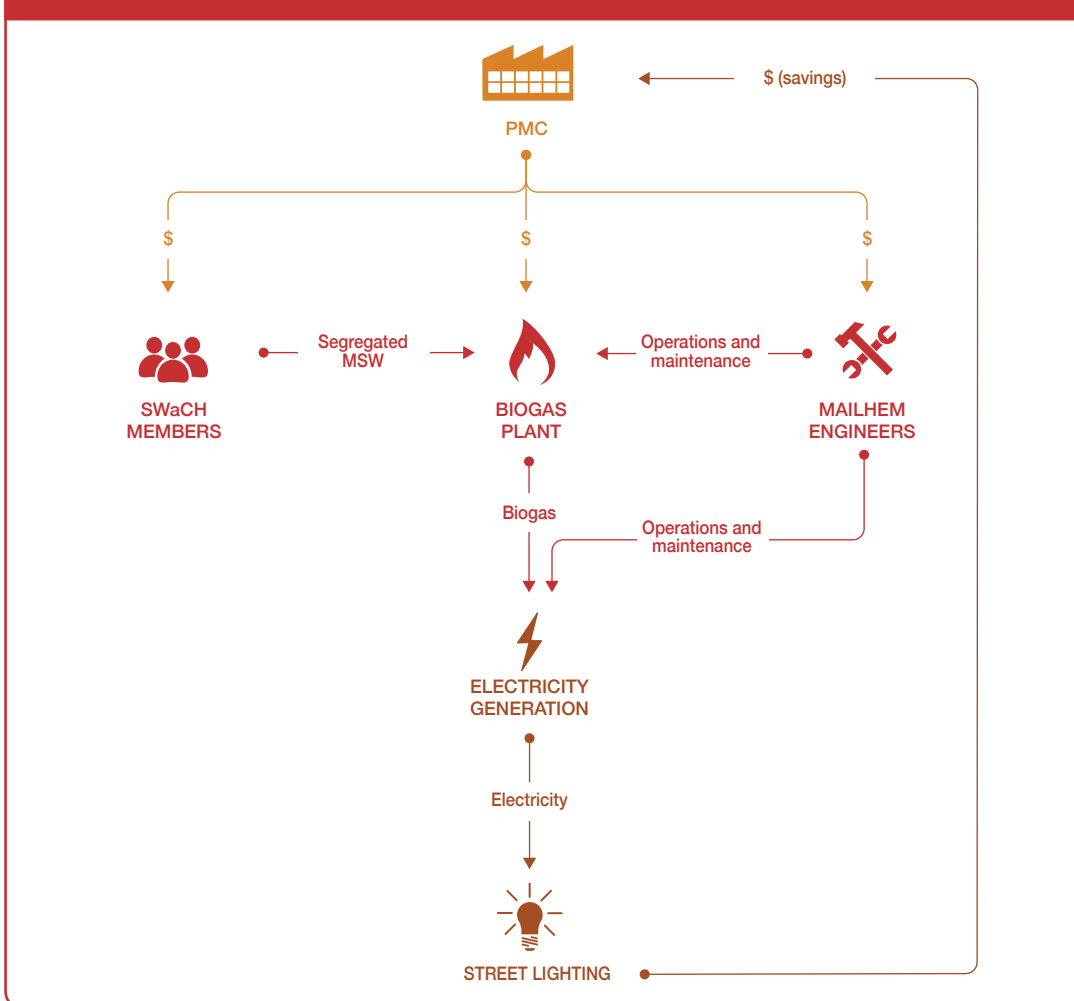 $ (savings)
PMC
$
$
$
Segregated
MSW
Operations and
maintenance
SWaCH
MEMBERS
BIOGAS
PLANT
MAILHEM
ENGINEERS
Biogas
Operations and
maintenance
ELECTRICITY
GENERATION
Electricity
STREET LIGHTING